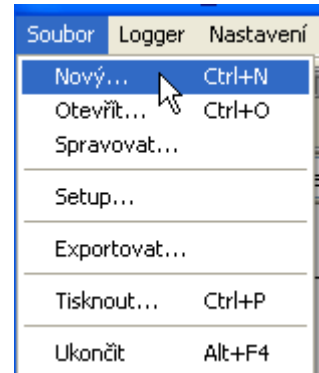 Soubor Logger Nastavení
Nový... Ctrl+N
Otevřít... Ctrl+O
Spravovat...
Setup...
Exportovat...
Tisknout... Ctrl+P
Ukončit Alt+F4